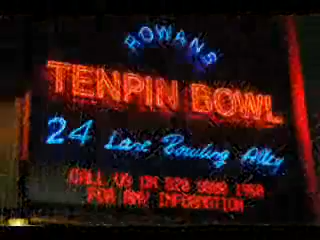 ROWANS
TENPIN BOWL
24 Lane Bowling Alley
CALL US ON 020 8800 1950
FOR ANY INFORMATION